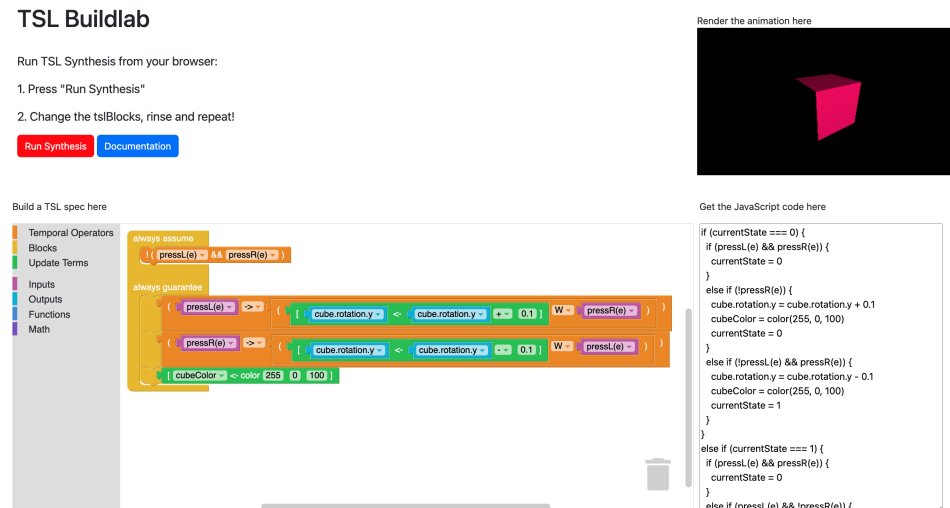 TSL Buildlab
Run TSL Synthesis from your browser:
1. Press "Run Synthesis"
2. Change the tslBlocks, rinse and repeat!
Run Synthesis Documentation
Render the animation here
Build a TSL spec here
Temporal Operators
Blocks
Update Terms
Inputs
Outputs
Functions
Math
always assume
! ( pressL(e) && pressR(e) )
always guarantee
( pressL(e) -> ( [ cube.rotation.y <- cube.rotation.y + 0.1 ] W pressR(e) ) )
( pressR(e) -> ( [ cube.rotation.y <- cube.rotation.y - 0.1 ] W pressL(e) ) )
[ cubeColor <- color 255 0 100 ]
Get the JavaScript code here
if (currentState === 0) {
if (pressL(e) && pressR(e)) {
currentState = 0
}
else if (!pressR(e)) {
cube.rotation.y = cube.rotation.y + 0.1
cubeColor = color(255, 0, 100)
currentState = 0
}
else if (!pressL(e) && pressR(e)) {
cube.rotation.y = cube.rotation.y - 0.1
cubeColor = color(255, 0, 100)
currentState = 1
}
}
else if (currentState === 1) {
if (pressL(e) && pressR(e)) {
currentState = 0
}
else if (pressL(e) && !pressR(e)) {